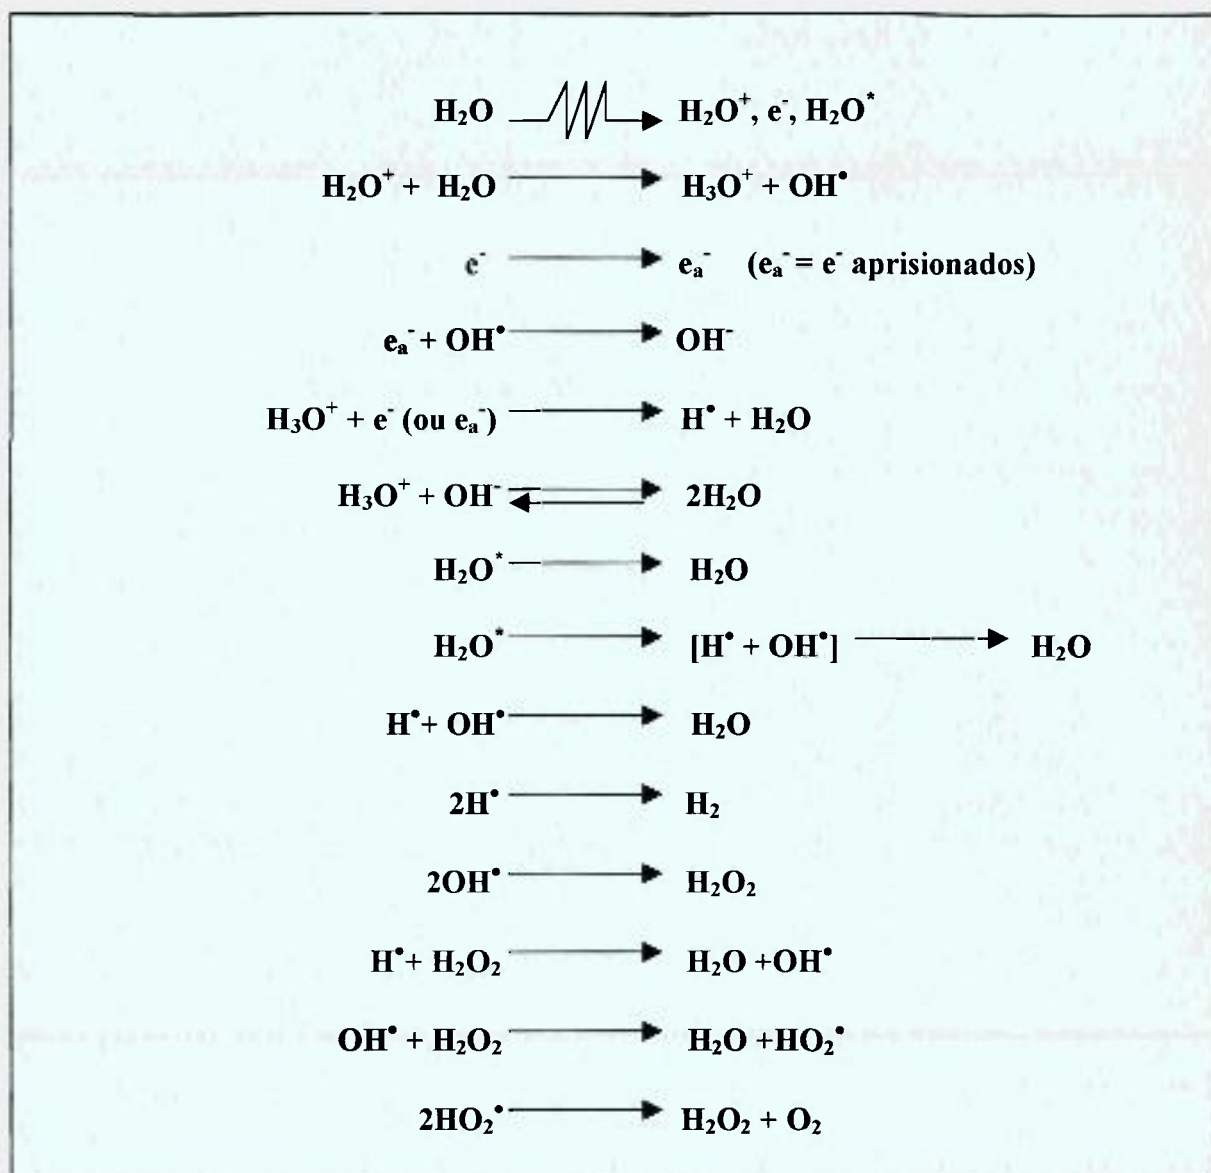 H₂O ⟶ H₂O⁺, e⁻, H₂O*
H₂O⁺ + H₂O ⟶ H₃O⁺ + OH•
e⁻ ⟶ eₐ⁻ (eₐ⁻ = e⁻ aprisionados)
eₐ⁻ + OH• ⟶ OH⁻
H₃O⁺ + e⁻ (ou eₐ⁻) ⟶ H• + H₂O
H₃O⁺ + OH⁻ ⇌ 2H₂O
H₂O* ⟶ H₂O
H₂O* ⟶ [H• + OH•] ⟶ H₂O
H• + OH• ⟶ H₂O
2H• ⟶ H₂
2OH• ⟶ H₂O₂
H• + H₂O₂ ⟶ H₂O +OH•
OH• + H₂O₂ ⟶ H₂O +HO₂•
2HO₂• ⟶ H₂O₂ + O₂